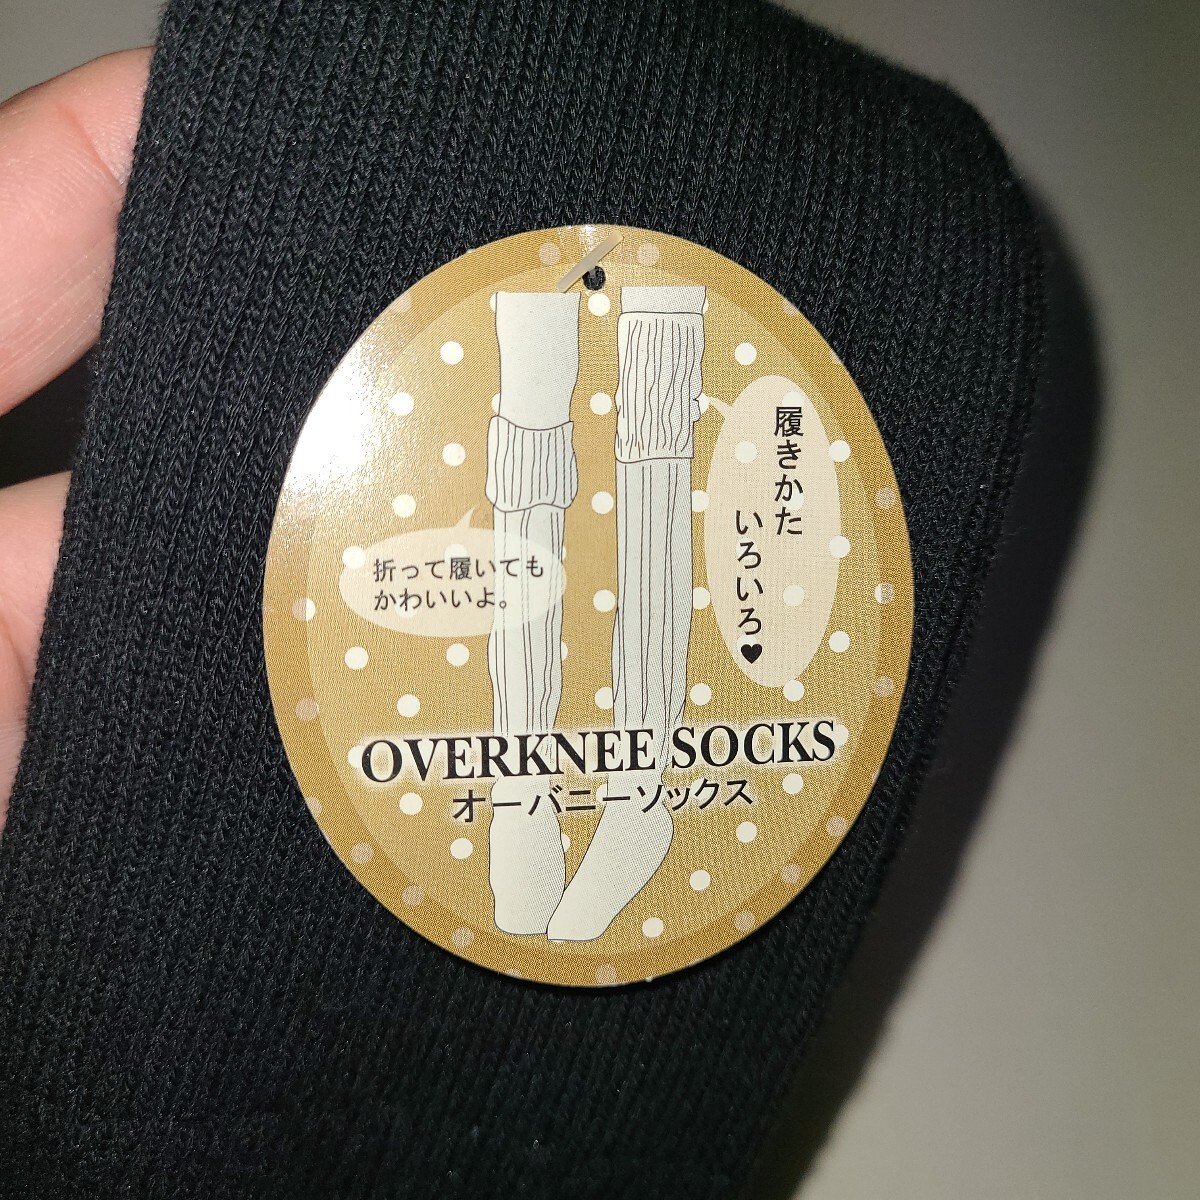 履きかた
いろいろ♥
折って履いても
かわいいよ。
OVERKNEE SOCKS
オーバニーソックス